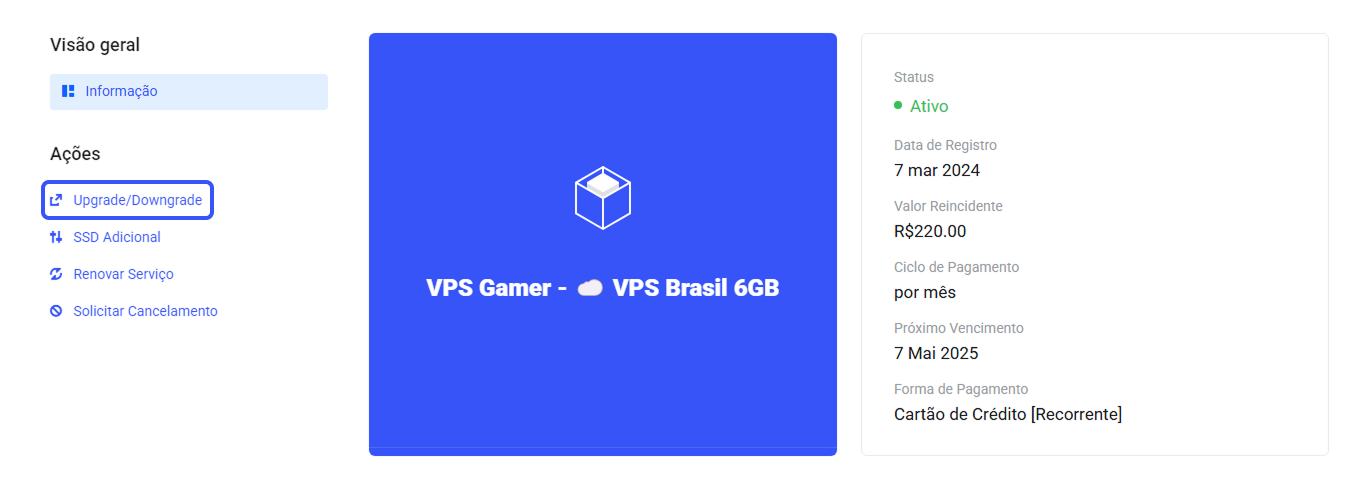 Visão geral
Informação
Ações
Upgrade/Downgrade
SSD Adicional
Renovar Serviço
Solicitar Cancelamento
VPS Gamer - ☁️ VPS Brasil 6GB
Status
Ativo
Data de Registro
7 mar 2024
Valor Reincidente
R$220.00
Ciclo de Pagamento
por mês
Próximo Vencimento
7 Mai 2025
Forma de Pagamento
Cartão de Crédito [Recorrente]